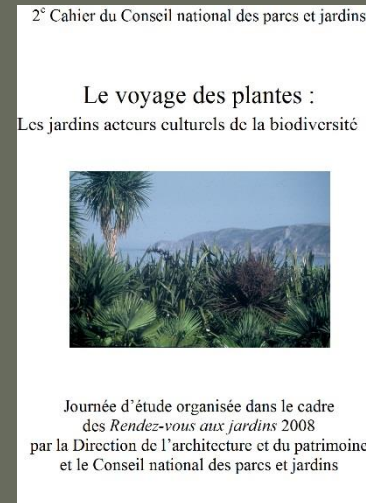 2e Cahier du Conseil national des parcs et jardins
Le voyage des plantes :
Les jardins acteurs culturels de la biodiversité
Journée d’étude organisée dans le cadre
des Rendez-vous aux jardins 2008
par la Direction de l’architecture et du patrimoine
et le Conseil national des parcs et jardins